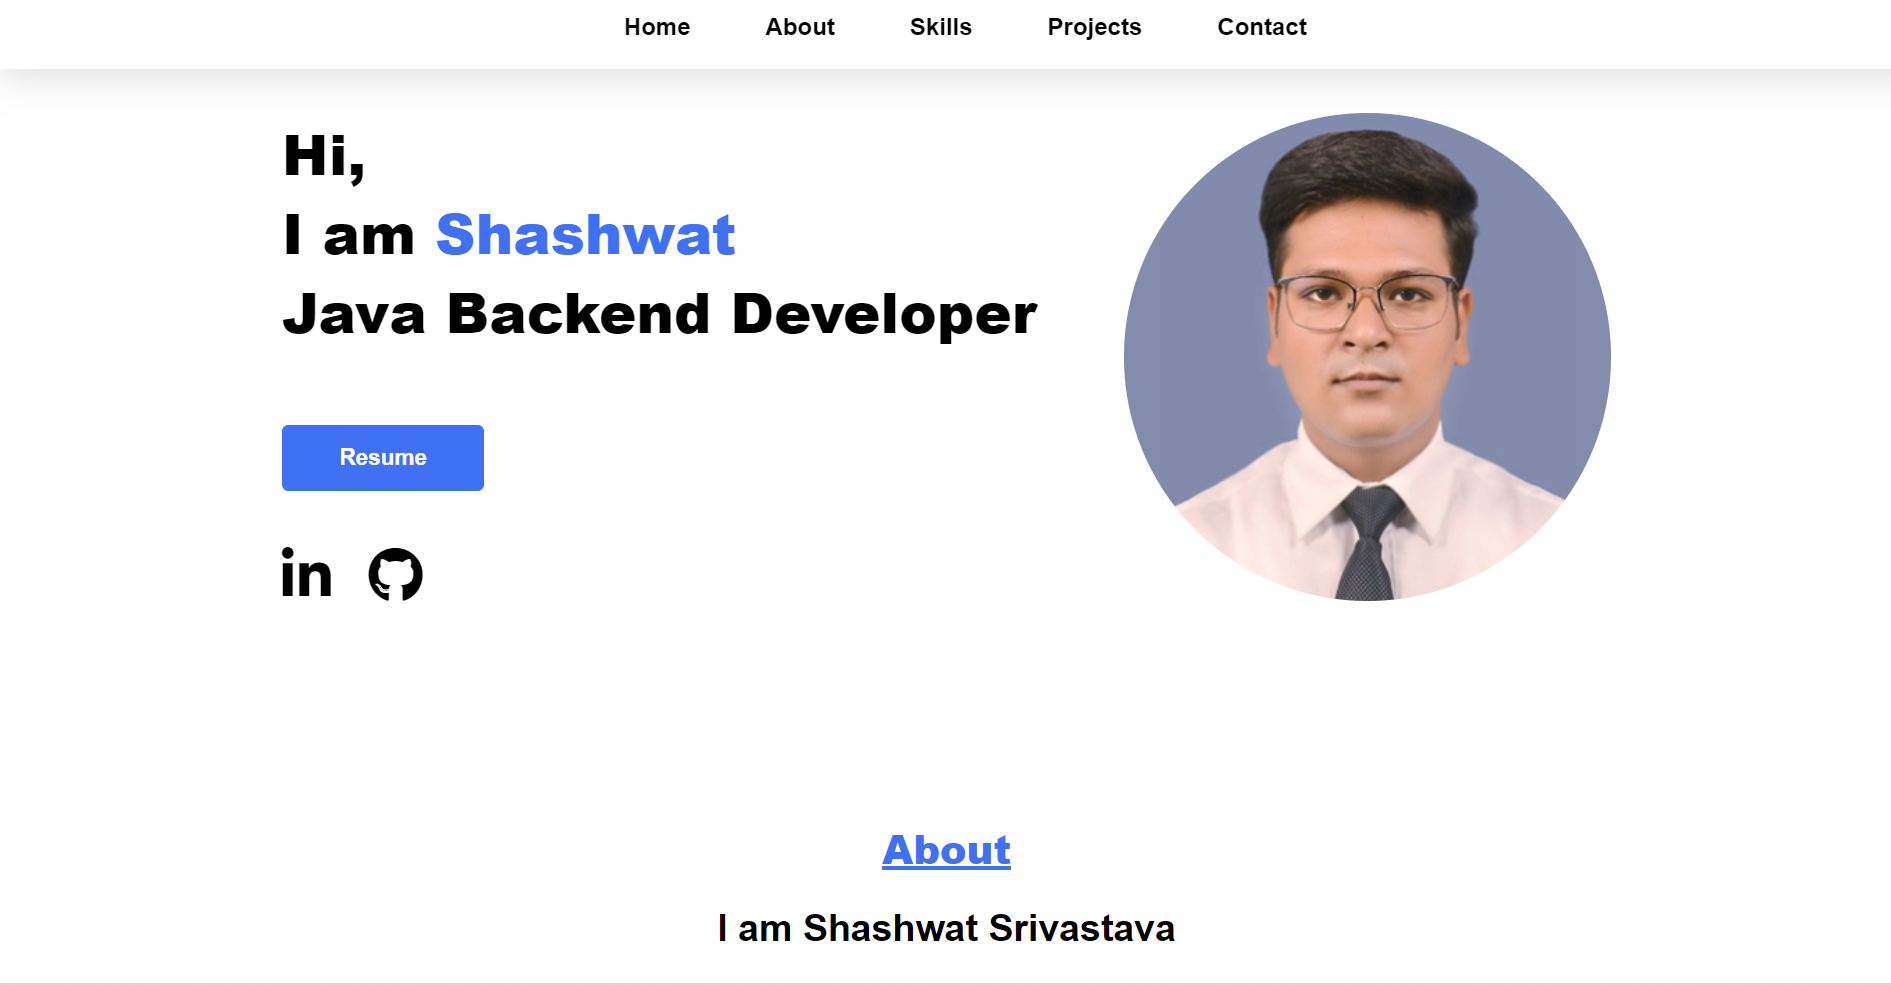 Home About Skills Projects Contact
Hi,
I am Shashwat
Java Backend Developer
Resume
in
About
I am Shashwat Srivastava